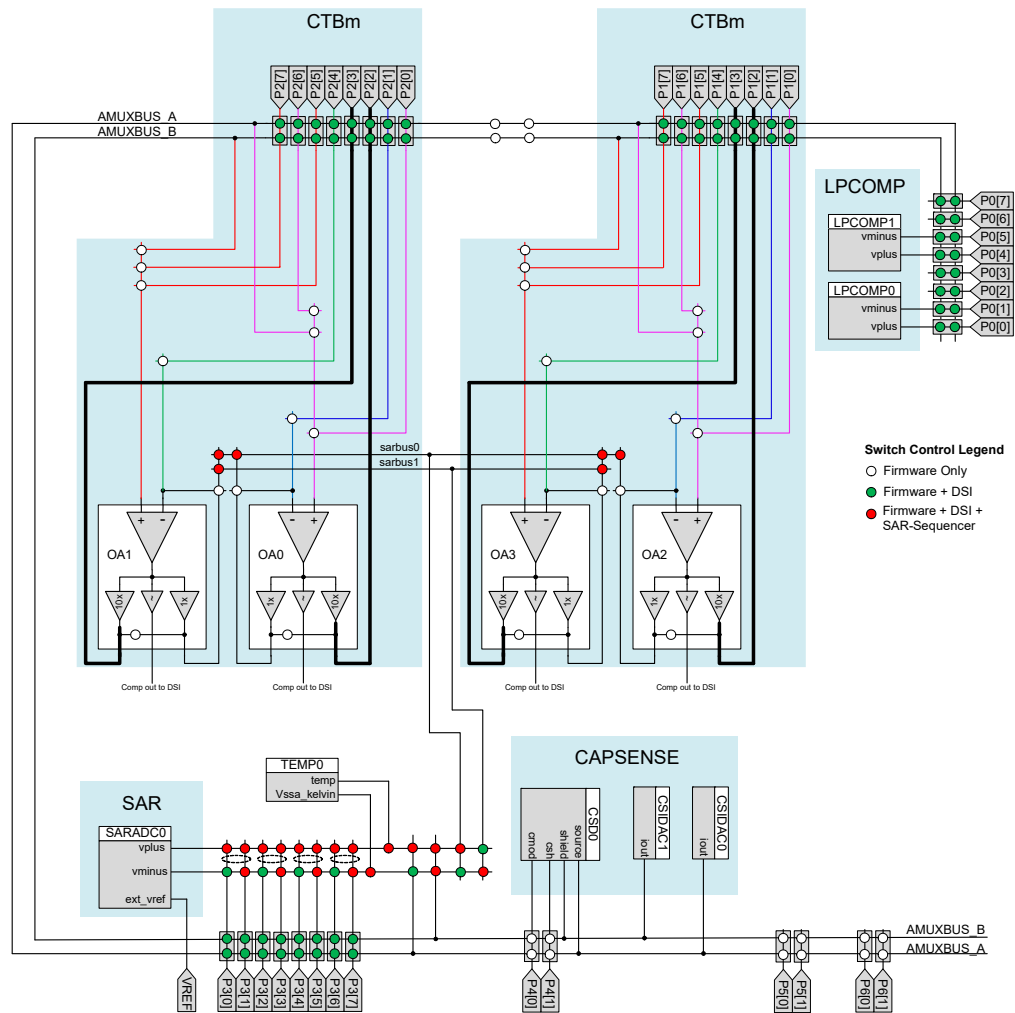 CTBm
CTBm
P2[7]
P2[6]
P2[5]
P2[4]
P2[3]
P2[2]
P2[1]
P2[0]
P1[7]
P1[6]
P1[5]
P1[4]
P1[3]
P1[2]
P1[1]
P1[0]
AMUXBUS_A
AMUXBUS_B
LPCOMP
LPCOMP1
vminus
vplus
LPCOMP0
vminus
vplus
P0[7]
P0[6]
P0[5]
P0[4]
P0[3]
P0[2]
P0[1]
P0[0]
sarbus0
sarbus1
Switch Control Legend
Firmware Only
Firmware + DSI
Firmware + DSI +
SAR-Sequencer
+ -
OA1
10x
~
1x
- +
OA0
1x
~
10x
+ -
OA3
10x
~
1x
- +
OA2
1x
~
10x
Comp out to DSI
Comp out to DSI
Comp out to DSI
Comp out to DSI
TEMP0
temp
Vssa_kelvin
SAR
SARADC0
vplus
vminus
ext_vref
CAPSENSE
CSD0
cmod
csh
shield
source
CSIDAC1
iout
CSIDAC0
iout
AMUXBUS_B
AMUXBUS_A
VREF
P3[0]
P3[1]
P3[2]
P3[3]
P3[4]
P3[5]
P3[6]
P3[7]
P4[0]
P4[1]
P5[0]
P5[1]
P6[0]
P6[1]